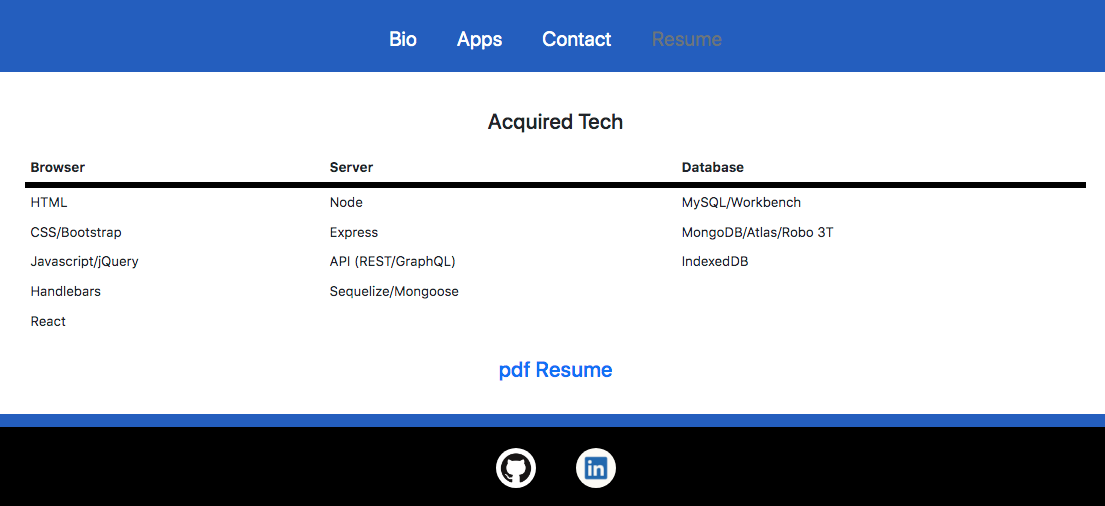 Bio Apps Contact Resume
Acquired Tech
Browser Server Database
HTML Node MySQL/Workbench
CSS/Bootstrap Express MongoDB/Atlas/Robo 3T
Javascript/jQuery API (REST/GraphQL) IndexedDB
Handlebars Sequelize/Mongoose
React
pdf Resume
in